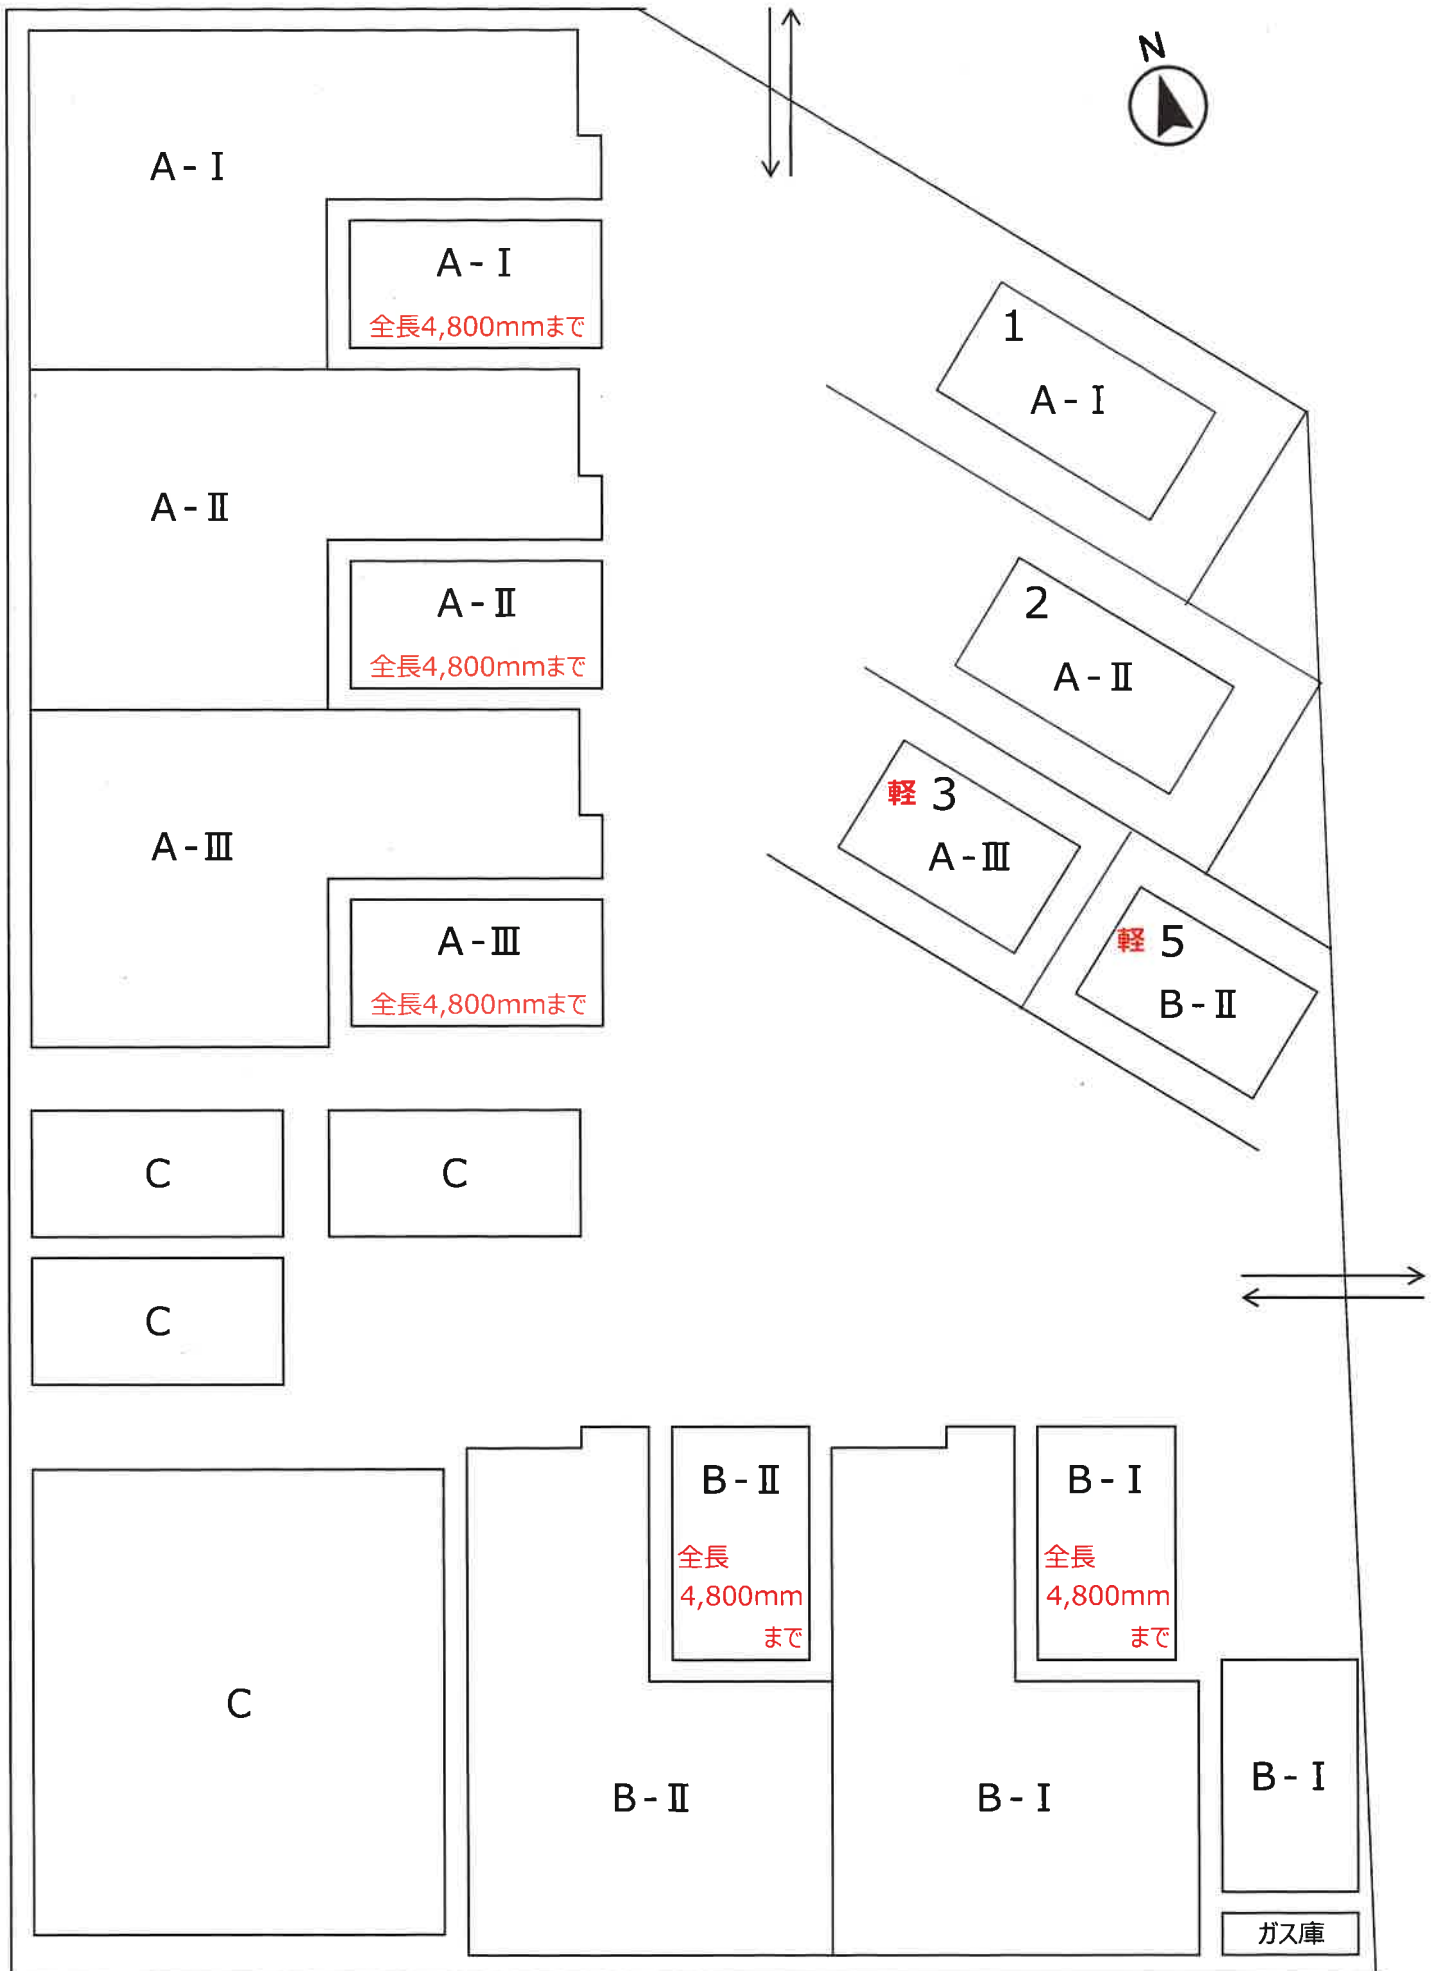 N
A-Ⅰ
A-Ⅰ
全長4,800mmまで
1
A-Ⅰ
A-Ⅱ
A-Ⅱ
全長4,800mmまで
2
A-Ⅱ
軽 3
A-Ⅲ
A-Ⅲ
A-Ⅲ
全長4,800mmまで
軽 5
B-Ⅱ
C
C
C
B-Ⅱ
全長
4,800mm
まで
B-Ⅰ
全長
4,800mm
まで
C
B-Ⅱ
B-Ⅰ
B-Ⅰ
ガス庫